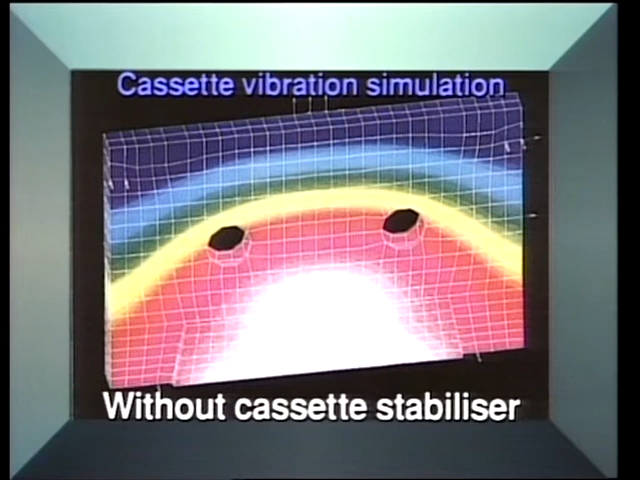 Cassette vibration simulation
Without cassette stabiliser